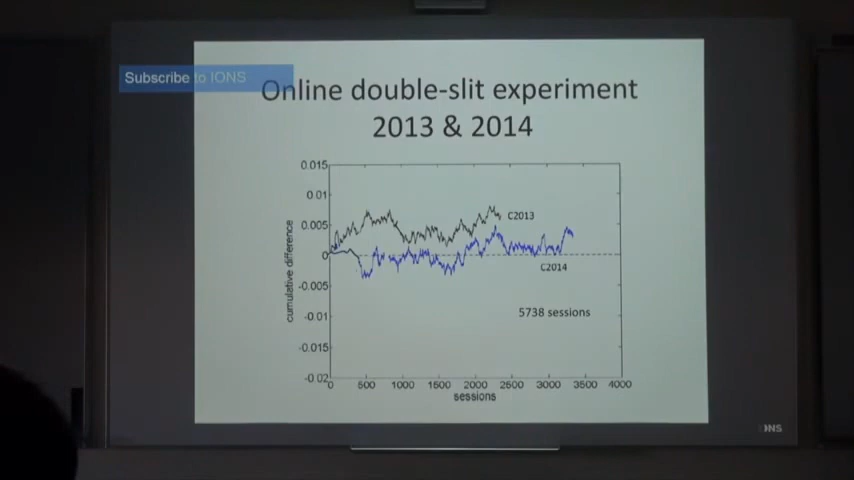 Subscribe to IONS
Online double-slit experiment
2013 & 2014
0.015
0.01
0.005
0
-0.005
-0.01
-0.015
-0.02
cumulative difference
C2013
C2014
5738 sessions
0 500 1000 1500 2000 2500 3000 3500 4000
sessions
IONS